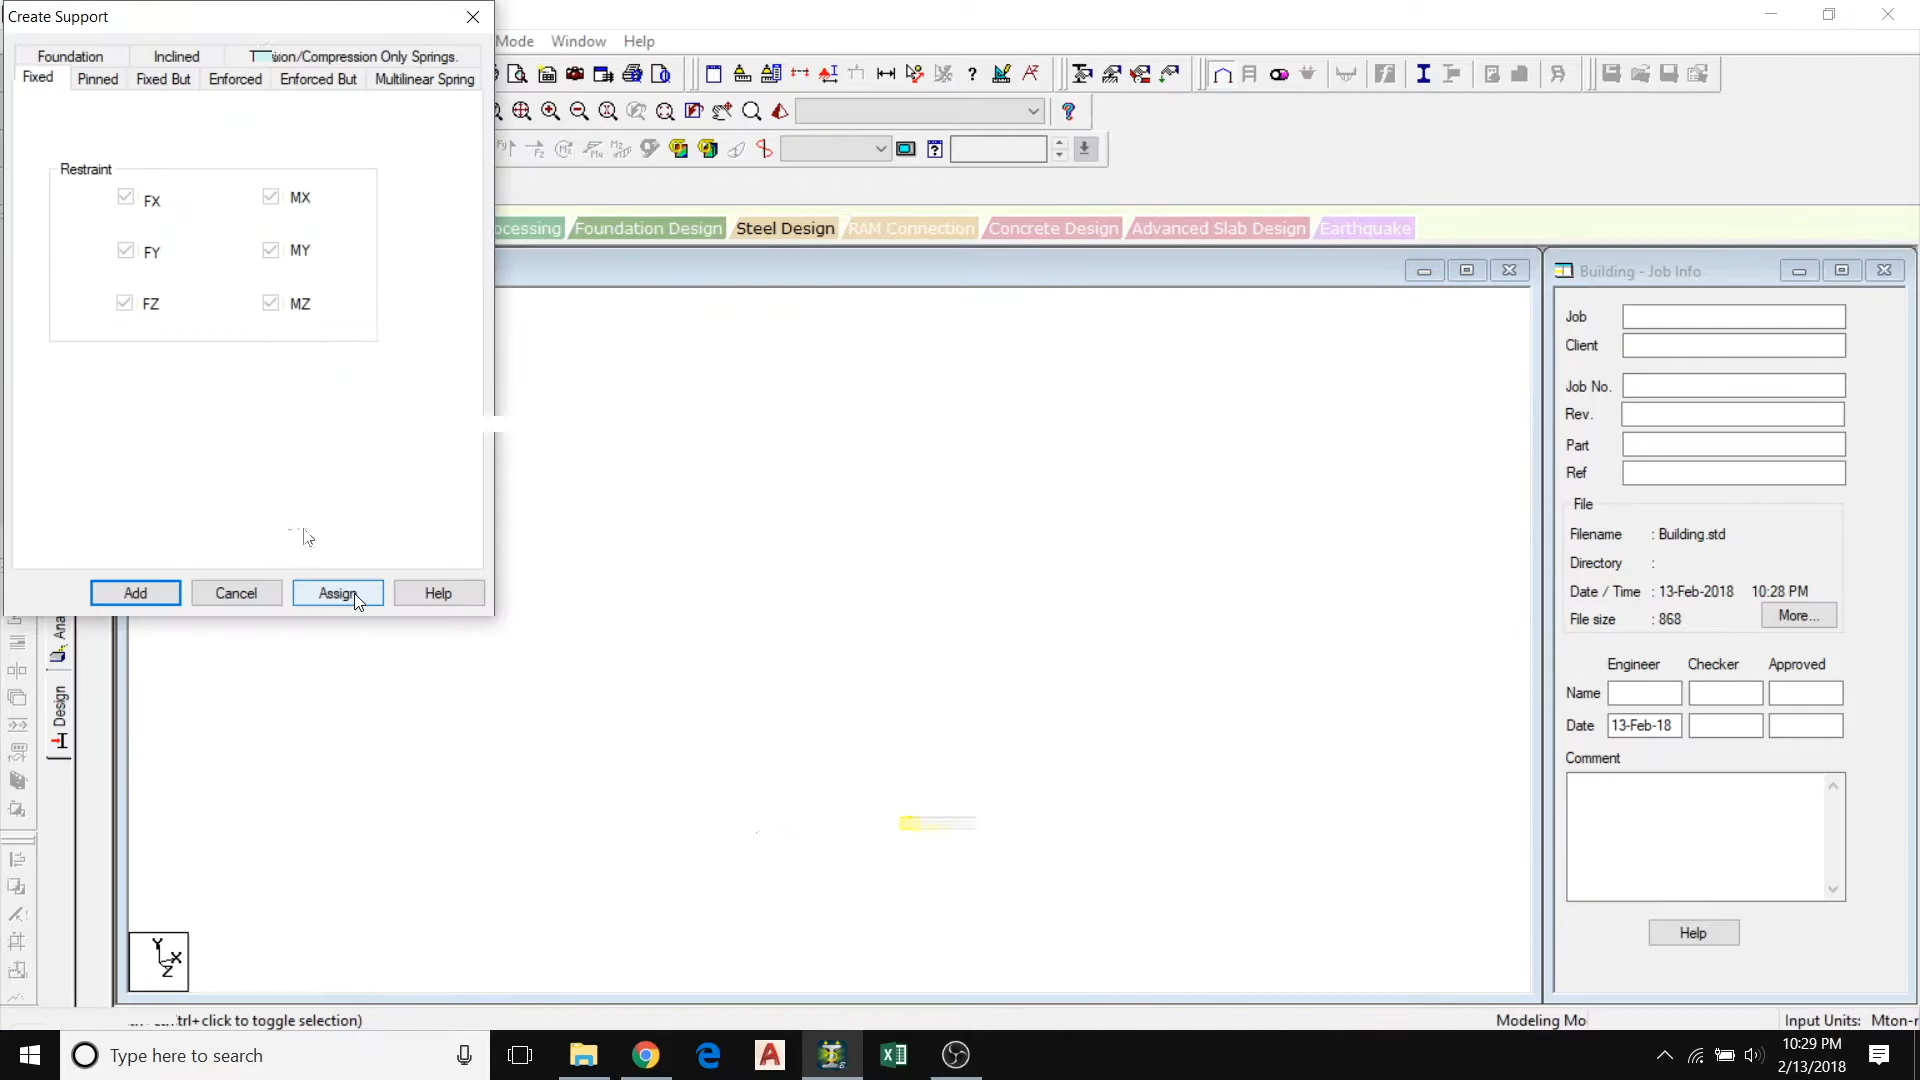 Create Support
Foundation
Inclined
sion/Compression Only Springs.
Fixed
Pinned
Fixed But
Enforced
Enforced But
Multilinear Spring
Restraint
FX
MX
FY
MY
FZ
MZ
Add
Cancel
Assign
Help
Mode
Window
Help
ocessing
Foundation Design
Steel Design
RAM Connection
Concrete Design
Advanced Slab Design
Earthquake
Building - Job Info
Job
Client
Job No.
Rev.
Part
Ref
File
Filename : Building.std
Directory :
Date / Time : 13-Feb-2018 10:28 PM
File size : 868
More...
Engineer Checker Approved
Name
Date 13-Feb-18
Comment
Help
Ana
Design
Y
X
Z
trl+click to toggle selection)
Modeling Mo
Input Units: Mton-
Type here to search
10:29 PM
2/13/2018